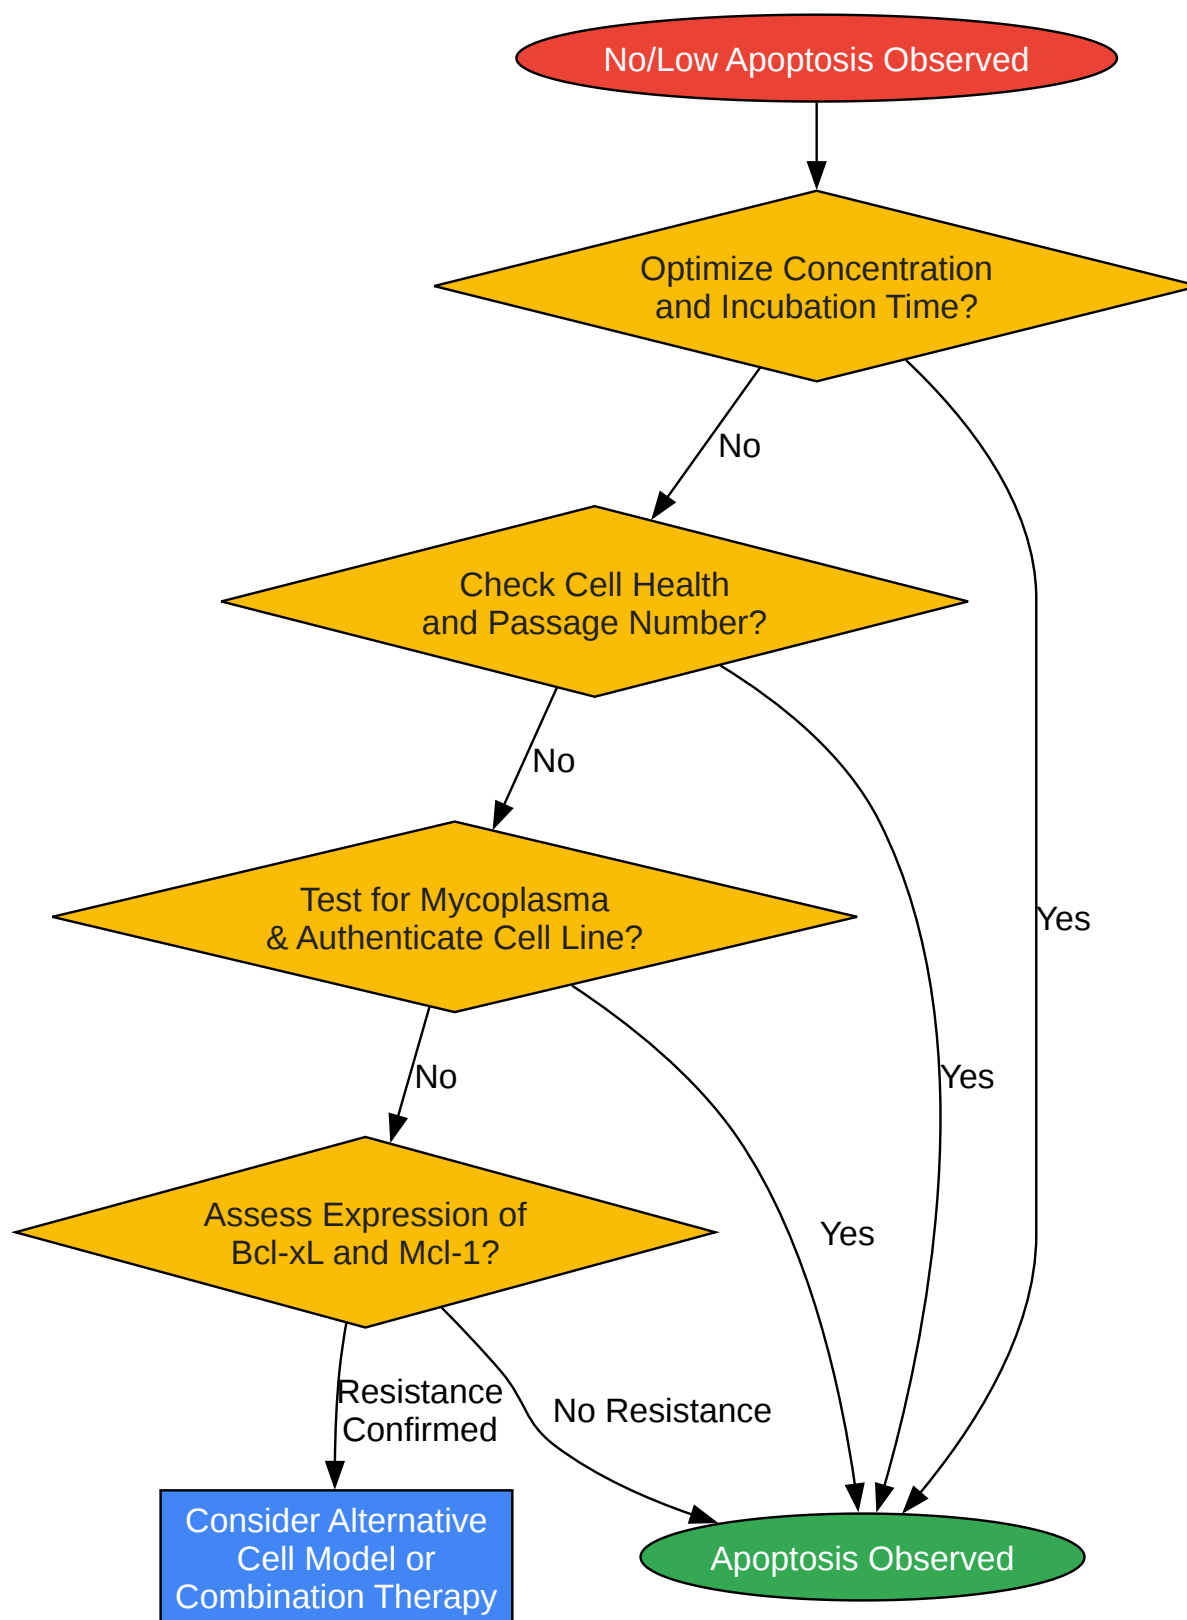 No/Low Apoptosis Observed
Optimize Concentration
and Incubation Time?
No
Check Cell Health
and Passage Number?
No
Test for Mycoplasma
& Authenticate Cell Line?
Yes
No
Yes
Assess Expression of
Bcl-xL and Mcl-1?
Yes
Resistance
Confirmed
No Resistance
Consider Alternative
Cell Model or
Combination Therapy
Apoptosis Observed